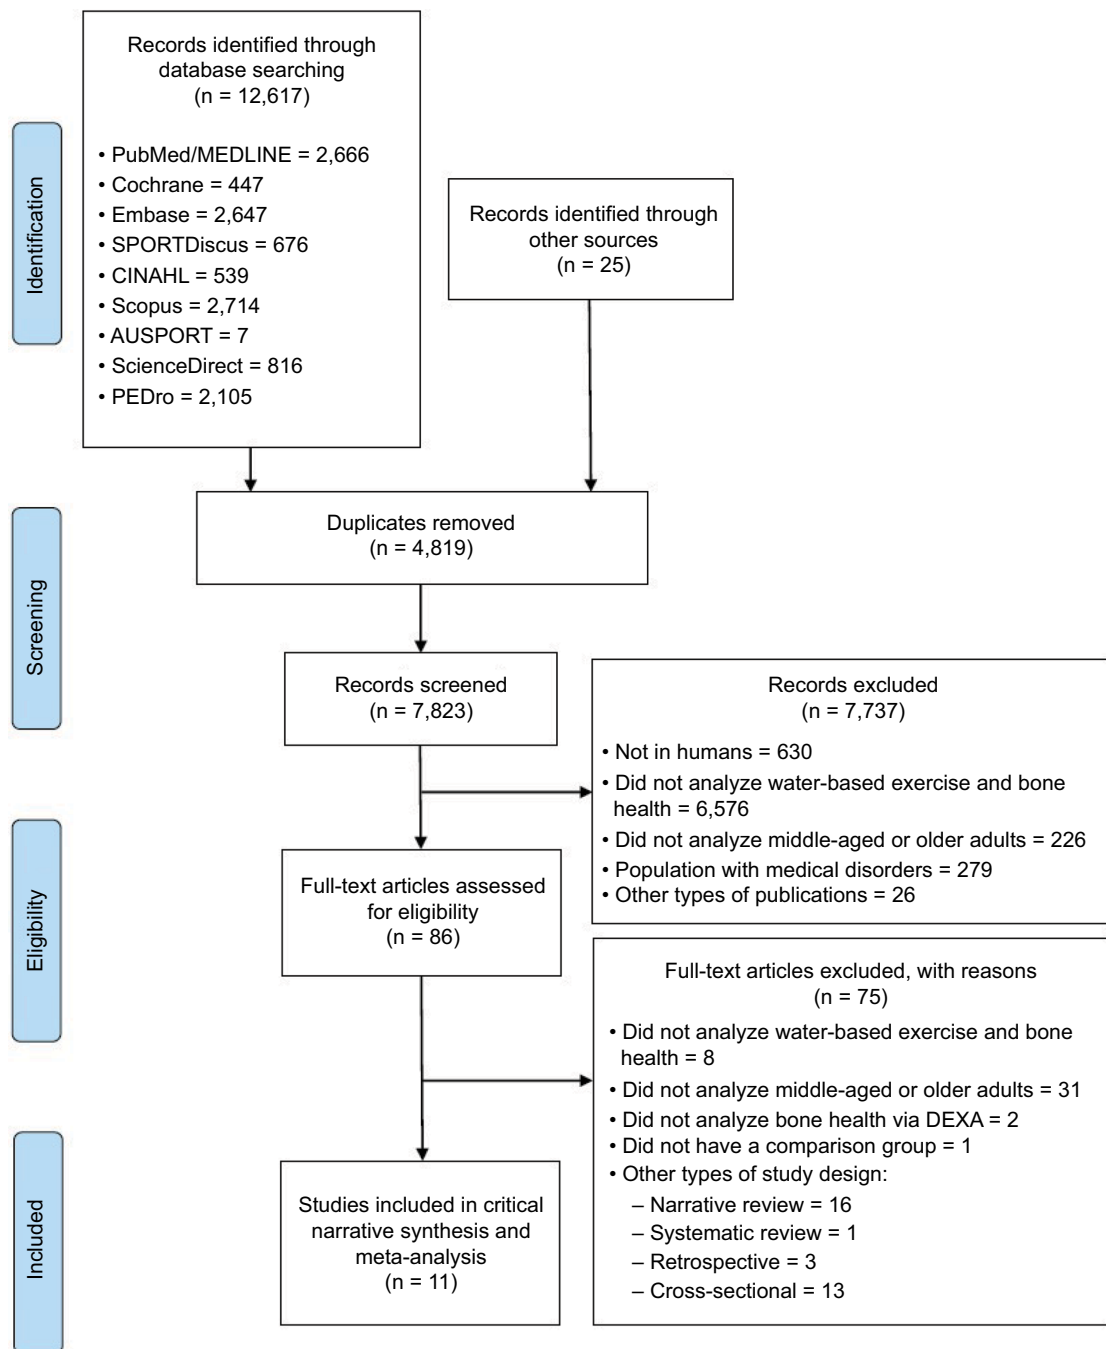 Identification
Records identified through
database searching
(n = 12,617)
• PubMed/MEDLINE = 2,666
• Cochrane = 447
• Embase = 2,647
• SPORTDiscus = 676
• CINAHL = 539
• Scopus = 2,714
• AUSPORT = 7
• ScienceDirect = 816
• PEDro = 2,105
Records identified through
other sources
(n = 25)
Screening
Duplicates removed
(n = 4,819)
Records screened
(n = 7,823)
Records excluded
(n = 7,737)
• Not in humans = 630
• Did not analyze water-based exercise and bone
health = 6,576
• Did not analyze middle-aged or older adults = 226
• Population with medical disorders = 279
• Other types of publications = 26
Eligibility
Full-text articles assessed
for eligibility
(n = 86)
Full-text articles excluded, with reasons
(n = 75)
• Did not analyze water-based exercise and bone
health = 8
• Did not analyze middle-aged or older adults = 31
• Did not analyze bone health via DEXA = 2
• Did not have a comparison group = 1
• Other types of study design:
– Narrative review = 16
– Systematic review = 1
– Retrospective = 3
– Cross-sectional = 13
Included
Studies included in critical
narrative synthesis and
meta-analysis
(n = 11)